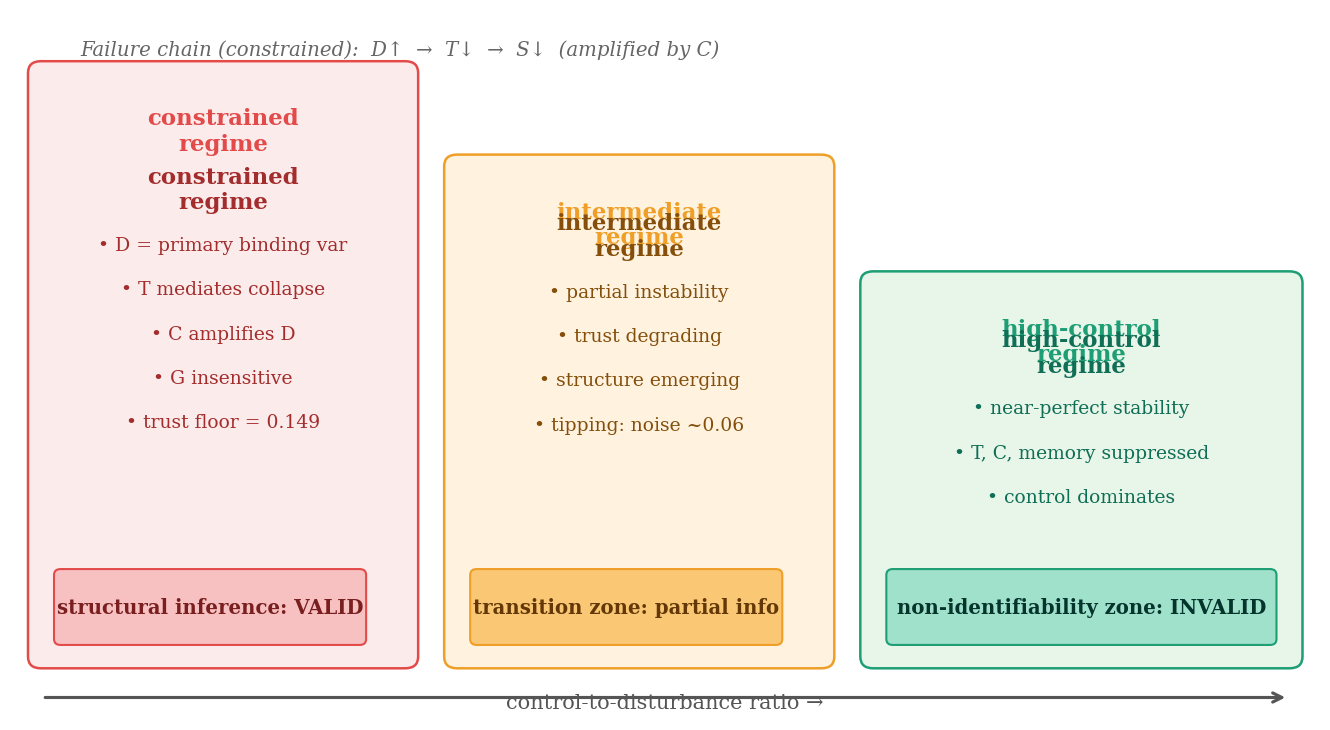 Failure chain (constrained):  D↑  →  T↓  →  S↓  (amplified by C)
constrained
regime
constrained
regime
• D = primary binding var
• T mediates collapse
• C amplifies D
• G insensitive
• trust floor = 0.149
structural inference: VALID
intermediate
regime
intermediate
regime
• partial instability
• trust degrading
• structure emerging
• tipping: noise ~0.06
transition zone: partial info
high-control
regime
high-control
regime
• near-perfect stability
• T, C, memory suppressed
• control dominates
non-identifiability zone: INVALID
control-to-disturbance ratio →